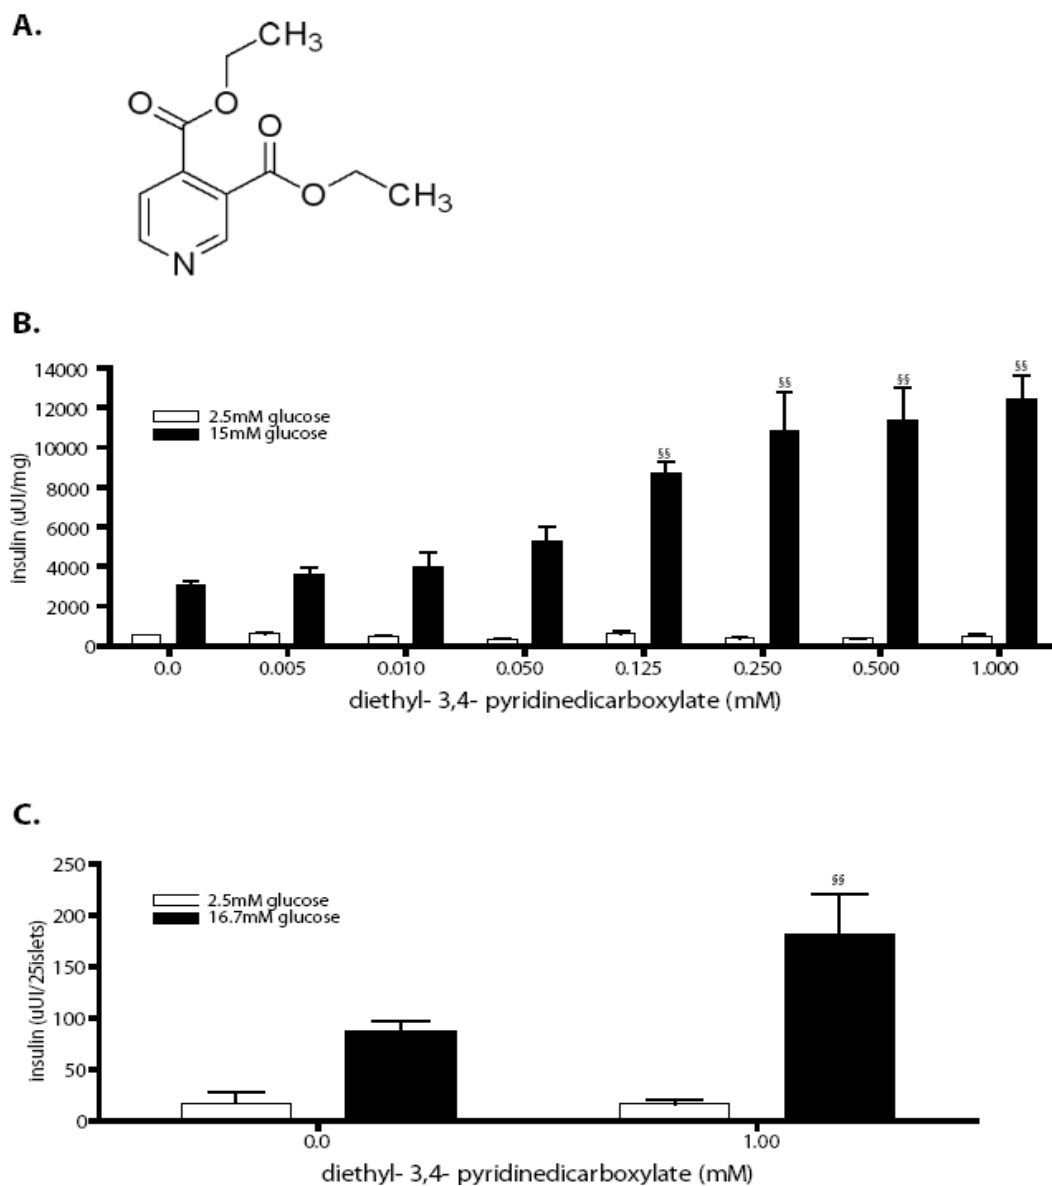 A.
CH3
O
O
O
O
CH3
N
B.
14000
12000
10000
8000
6000
4000
2000
0
insulin (uUI/mg)
2.5mM glucose
15mM glucose
§§
§§
§§
§§
0.0 0.005 0.010 0.050 0.125 0.250 0.500 1.000
diethyl- 3,4- pyridinedicarboxylate (mM)
C.
250
200
150
100
50
0
insulin (uUI/25islets)
2.5mM glucose
16.7mM glucose
§§
0.0 1.00
diethyl- 3,4- pyridinedicarboxylate (mM)